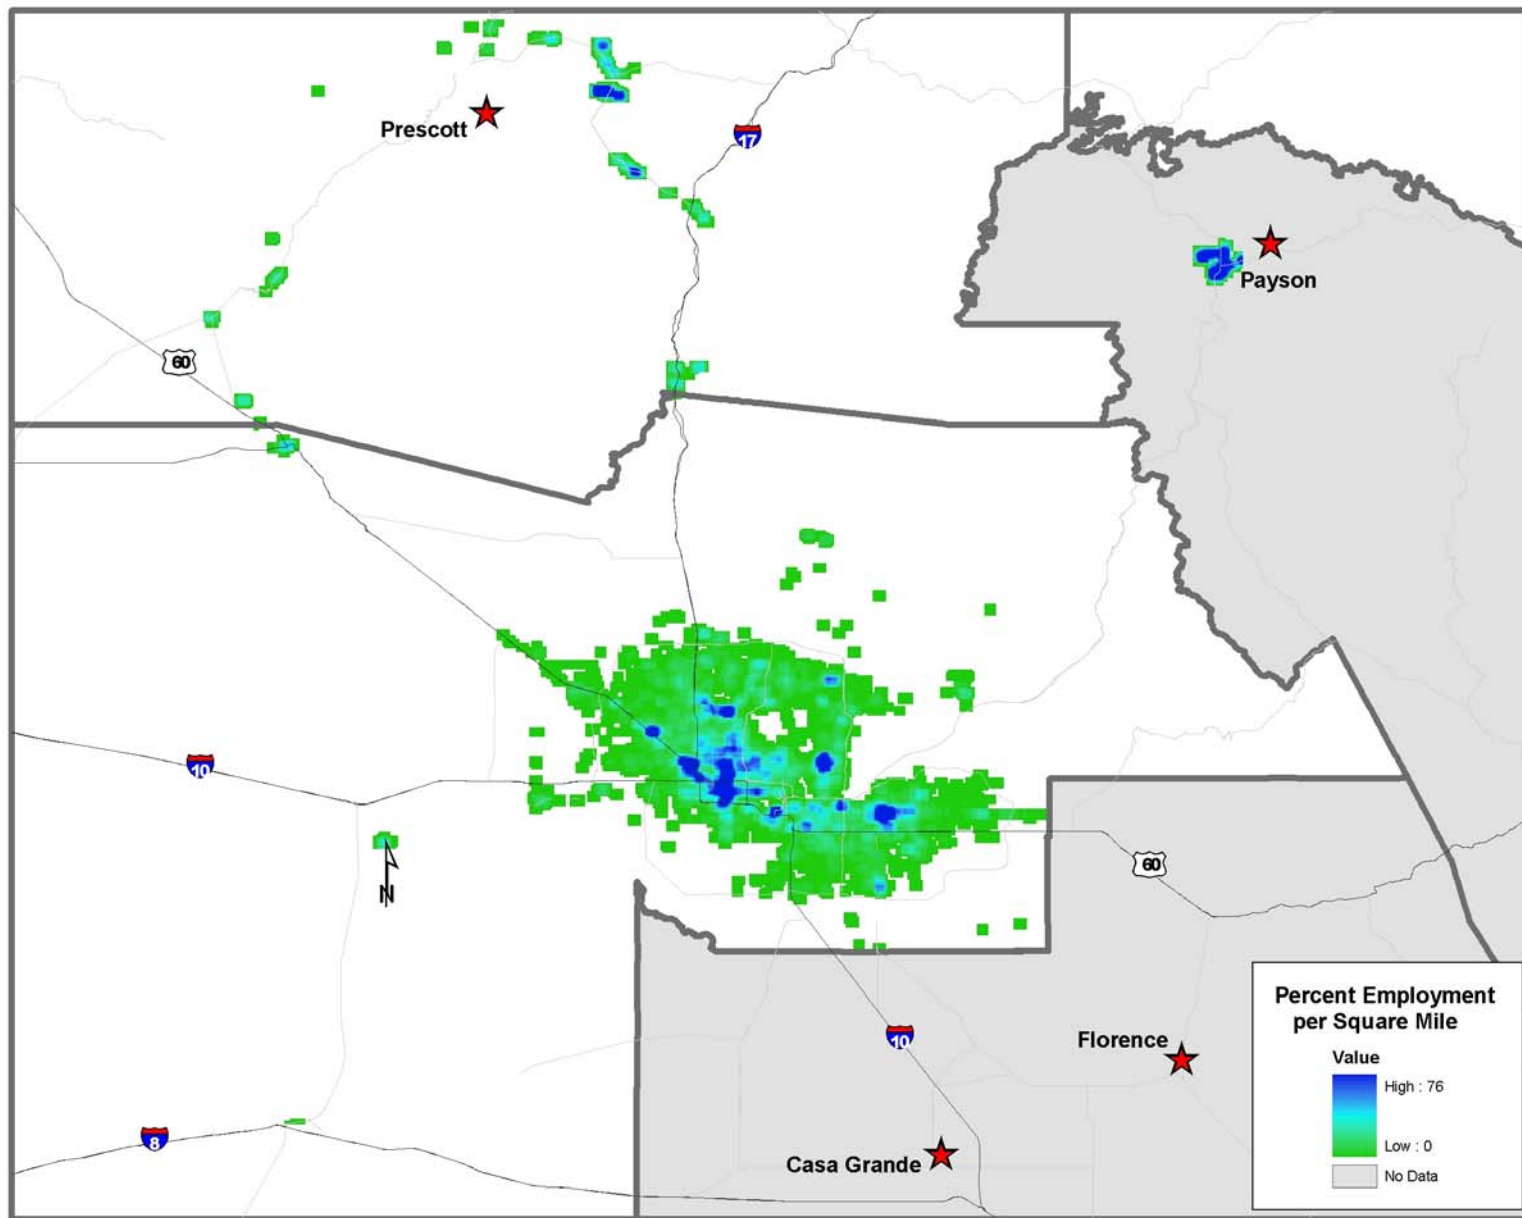 Prescott
17
Payson
60
10
N
60
10
Florence
8
Casa Grande
Percent Employment
per Square Mile
Value
High : 76
Low : 0
No Data